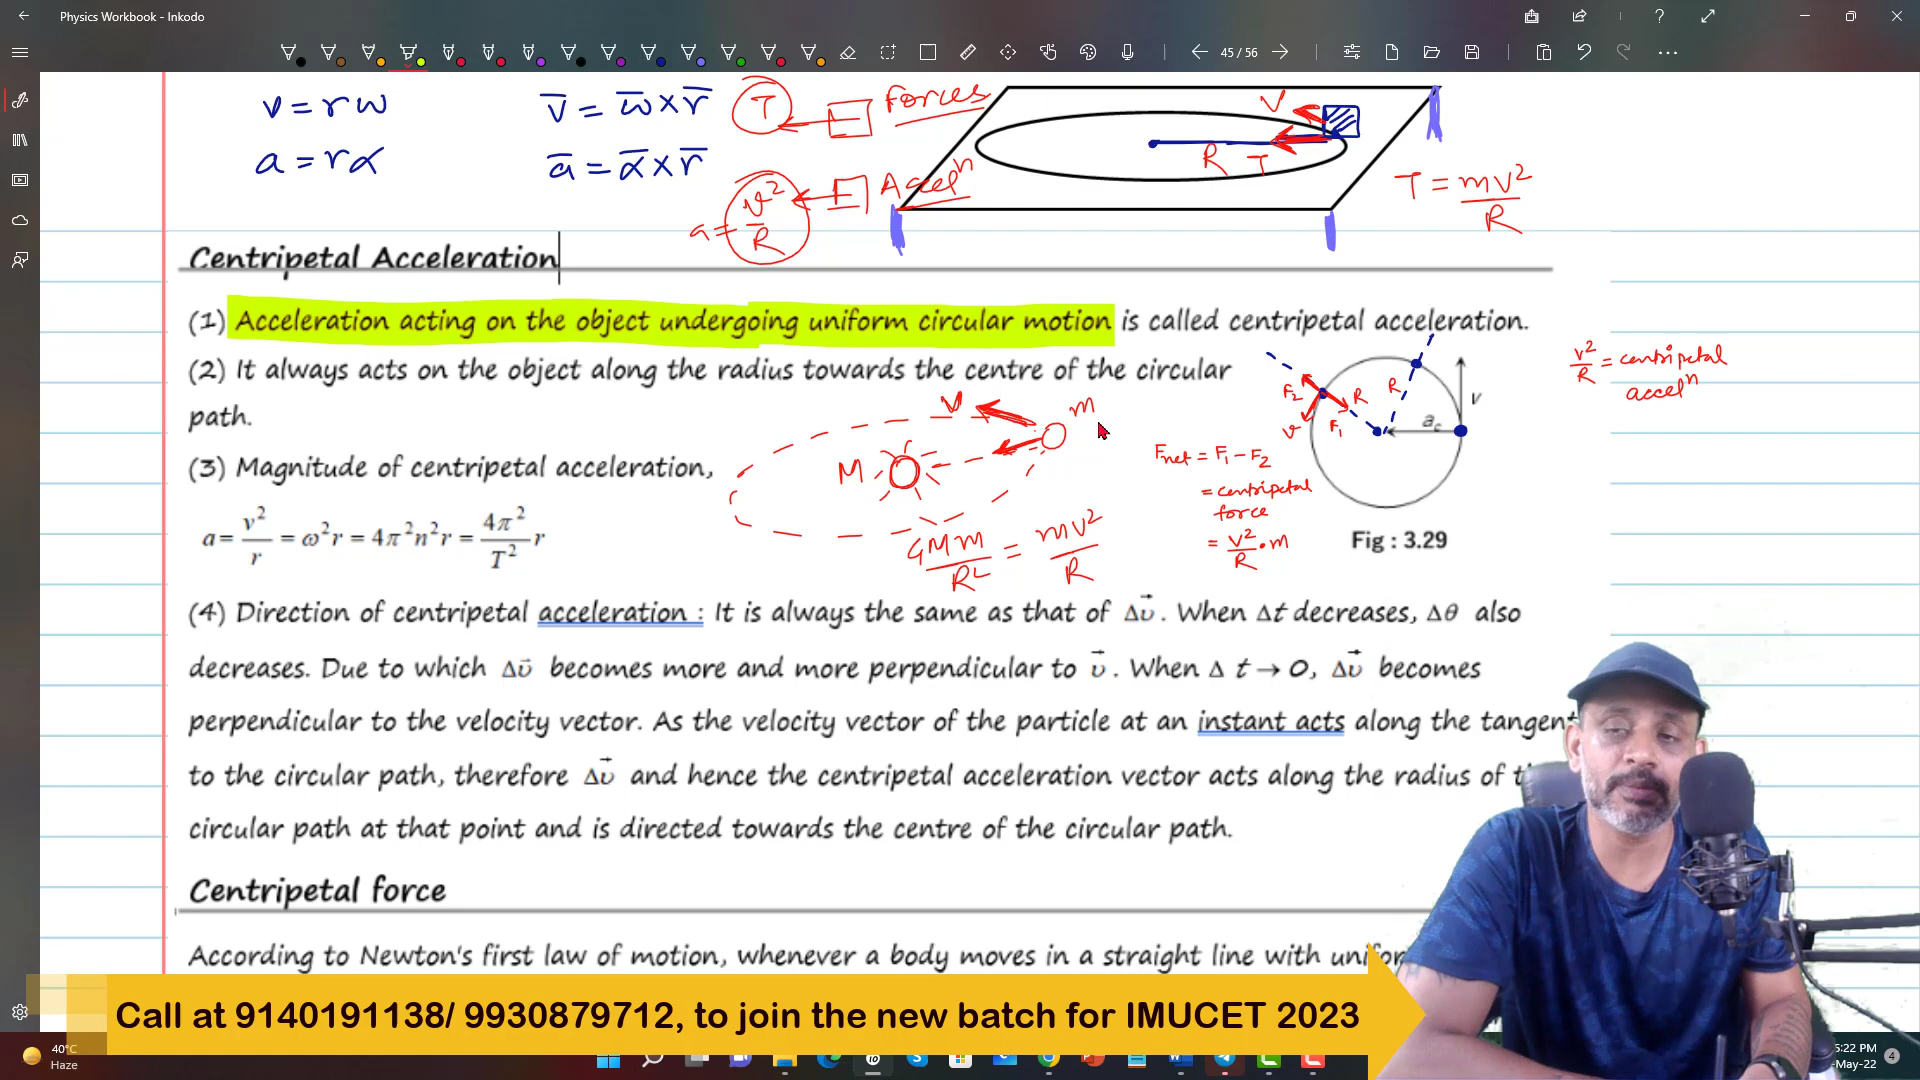 Physics Workbook - Inkodo
45 / 56
v = rω
v̅ = ω̅ × r̅
T
Forces
a = rα
a̅ = α̅ × r̅
a = v²/R
Accelⁿ
V
R
T
T = mv²/R
Centripetal Acceleration
(1) Acceleration acting on the object undergoing uniform circular motion is called centripetal acceleration.
(2) It always acts on the object along the radius towards the centre of the circular
path.
(3) Magnitude of centripetal acceleration,
a = v²/r = ω²r = 4π²n²r = 4π²/T² r
V
m
M
GMm/R² = mv²/R
F₂
R
R
F₁
v
a꜀
v
Fnet = F₁ - F₂
= centripetal
force
= v²/R • m
Fig : 3.29
v²/R = centripetal
accelⁿ
(4) Direction of centripetal acceleration : It is always the same as that of Δυ⃗ . When Δt decreases, Δθ also
decreases. Due to which Δυ⃗ becomes more and more perpendicular to υ⃗ . When Δ t → 0, Δυ⃗ becomes
perpendicular to the velocity vector. As the velocity vector of the particle at an instant acts along the tangent
to the circular path, therefore Δυ⃗ and hence the centripetal acceleration vector acts along the radius of
circular path at that point and is directed towards the centre of the circular path.
Centripetal force
According to Newton's first law of motion, whenever a body moves in a straight line with
Call at 9140191138/ 9930879712, to join the new batch for IMUCET 2023
40°C
Haze
5:22 PM
-May-22
4